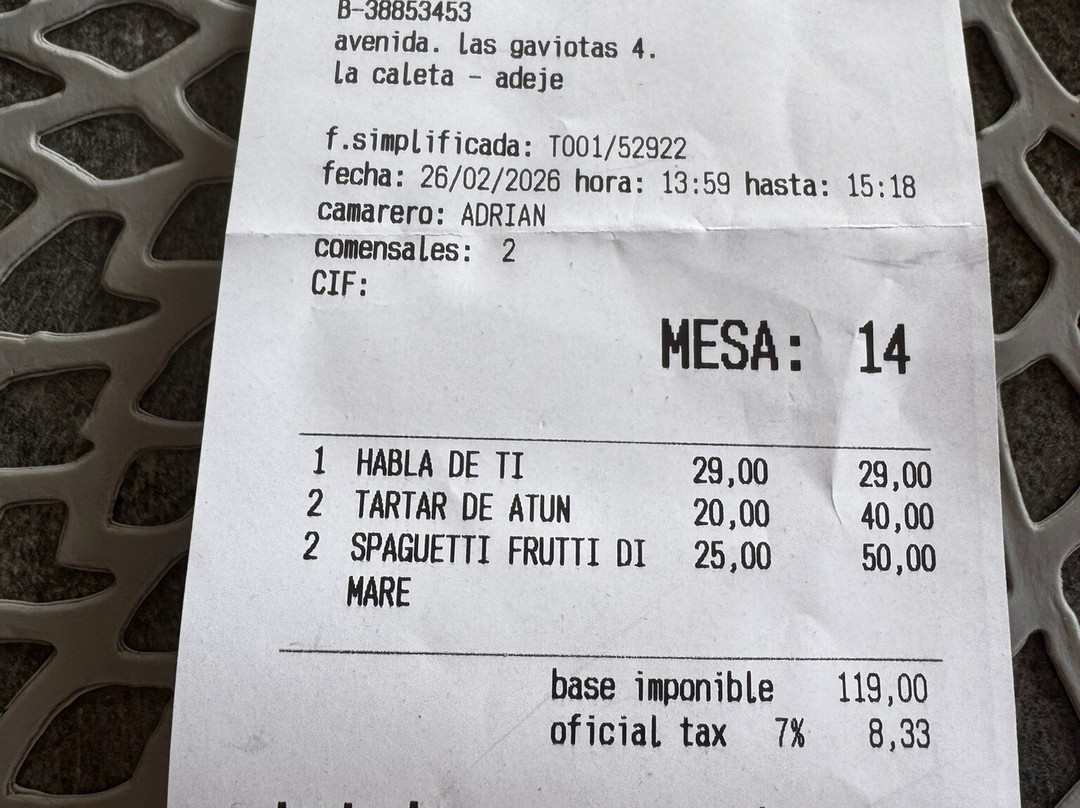 B-38853453
avenida. las gaviotas 4.
la caleta - adeje
f.simplificada: T001/52922
fecha: 26/02/2026 hora: 13:59 hasta: 15:18
camarero: ADRIAN
comensales: 2
CIF:
MESA: 14
1 HABLA DE TI 29,00 29,00
2 TARTAR DE ATUN 20,00 40,00
2 SPAGUETTI FRUTTI DI 25,00 50,00
MARE
base imponible 119,00
oficial tax 7% 8,33